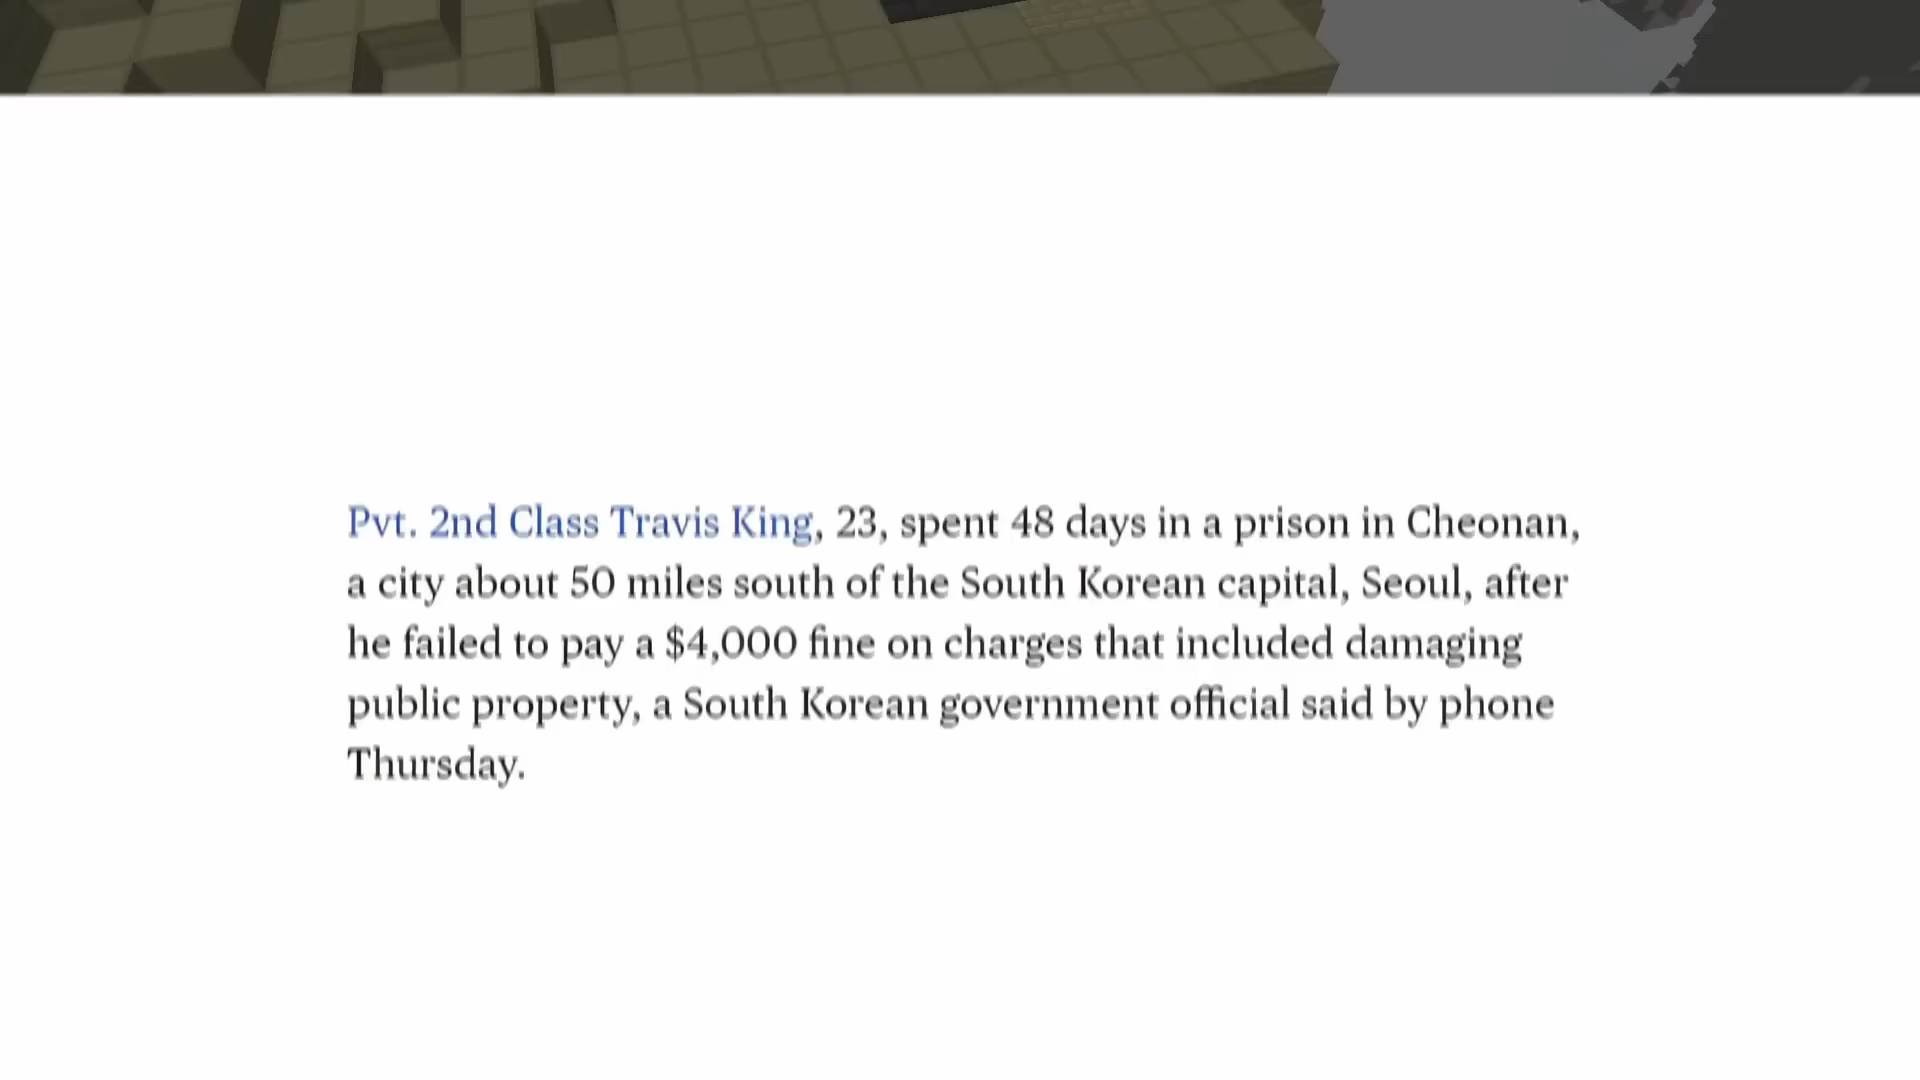 Pvt. 2nd Class Travis King, 23, spent 48 days in a prison in Cheonan,
a city about 50 miles south of the South Korean capital, Seoul, after
he failed to pay a $4,000 fine on charges that included damaging
public property, a South Korean government official said by phone
Thursday.